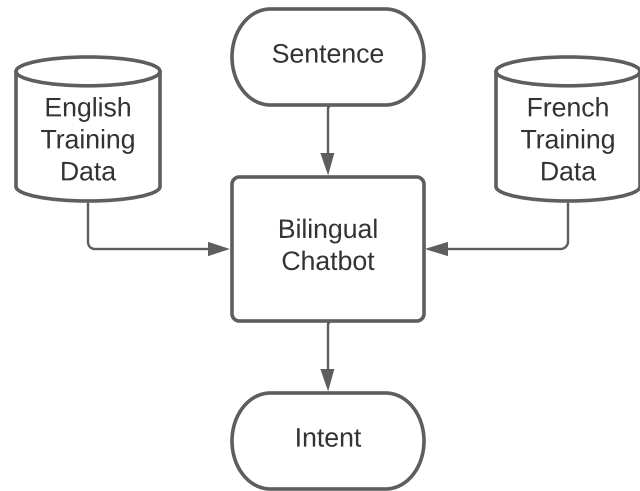 Sentence
English
Training
Data
French
Training
Data
Bilingual
Chatbot
Intent